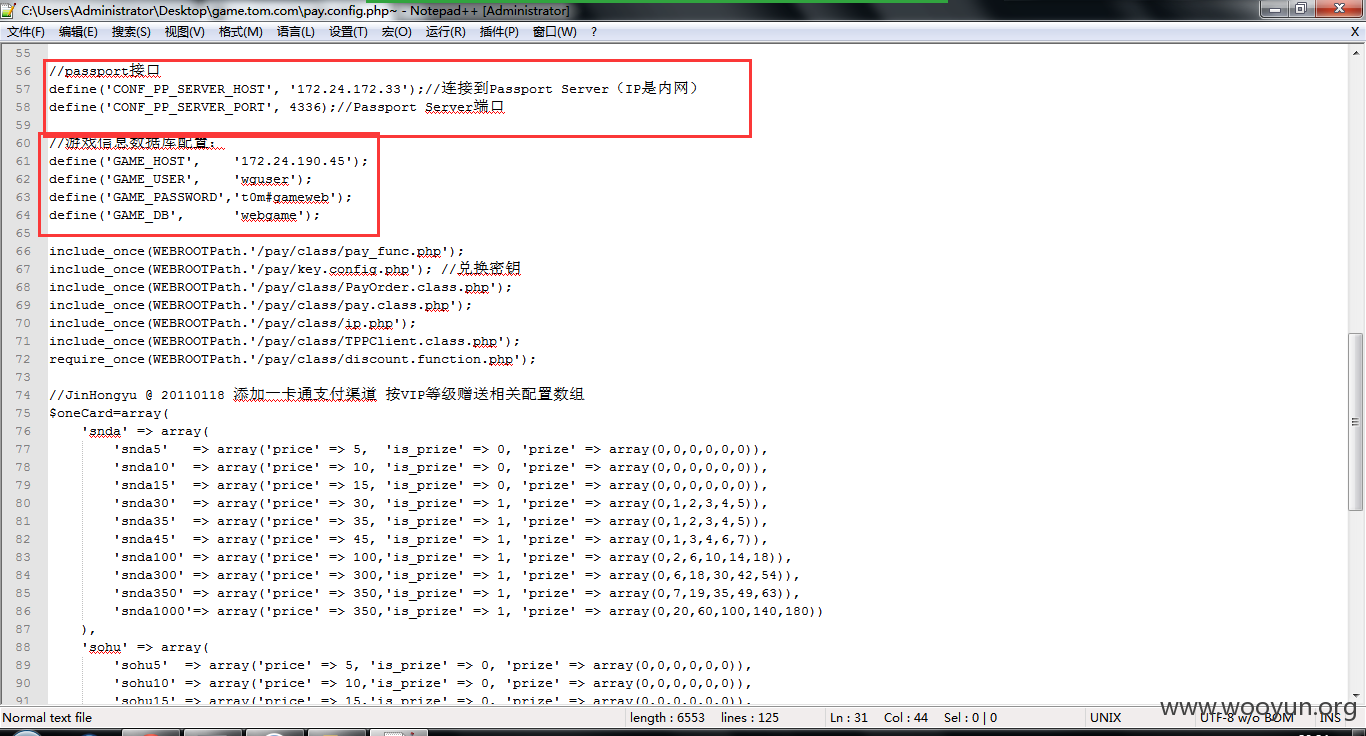 C:\Users\Administrator\Desktop\game.tom.com\pay.config.php~ - Notepad++ [Administrator]
文件(F) 编辑(E) 搜索(S) 视图(V) 格式(M) 语言(L) 设置(T) 宏(O) 运行(R) 插件(P) 窗口(W) ? X
55
56 //passport接口
57 define('CONF_PP_SERVER_HOST', '172.24.172.33');//连接到Passport Server（IP是内网）
58 define('CONF_PP_SERVER_PORT', 4336);//Passport Server端口
59
60 //游戏信息数据库配置：
61 define('GAME_HOST', '172.24.190.45');
62 define('GAME_USER', 'wguser');
63 define('GAME_PASSWORD','t0m#gameweb');
64 define('GAME_DB', 'webgame');
65
66 include_once(WEBROOTPath.'/pay/class/pay_func.php');
67 include_once(WEBROOTPath.'/pay/key.config.php'); //兑换密钥
68 include_once(WEBROOTPath.'/pay/class/PayOrder.class.php');
69 include_once(WEBROOTPath.'/pay/class/pay.class.php');
70 include_once(WEBROOTPath.'/pay/class/ip.php');
71 include_once(WEBROOTPath.'/pay/class/TPPClient.class.php');
72 require_once(WEBROOTPath.'/pay/class/discount.function.php');
73
74 //JinHongyu @ 20110118 添加一卡通支付渠道 按VIP等级赠送相关配置数组
75 $oneCard=array(
76 'snda' => array(
77 'snda5' => array('price' => 5, 'is_prize' => 0, 'prize' => array(0,0,0,0,0,0)),
78 'snda10' => array('price' => 10, 'is_prize' => 0, 'prize' => array(0,0,0,0,0,0)),
79 'snda15' => array('price' => 15, 'is_prize' => 0, 'prize' => array(0,0,0,0,0,0)),
80 'snda30' => array('price' => 30, 'is_prize' => 1, 'prize' => array(0,1,2,3,4,5)),
81 'snda35' => array('price' => 35, 'is_prize' => 1, 'prize' => array(0,1,2,3,4,5)),
82 'snda45' => array('price' => 45, 'is_prize' => 1, 'prize' => array(0,1,3,4,6,7)),
83 'snda100' => array('price' => 100,'is_prize' => 1, 'prize' => array(0,2,6,10,14,18)),
84 'snda300' => array('price' => 300,'is_prize' => 1, 'prize' => array(0,6,18,30,42,54)),
85 'snda350' => array('price' => 350,'is_prize' => 1, 'prize' => array(0,7,19,35,49,63)),
86 'snda1000'=> array('price' => 350,'is_prize' => 1, 'prize' => array(0,20,60,100,140,180))
87 ),
88 'sohu' => array(
89 'sohu5' => array('price' => 5, 'is_prize' => 0, 'prize' => array(0,0,0,0,0,0)),
90 'sohu10' => array('price' => 10,'is_prize' => 0, 'prize' => array(0,0,0,0,0,0)),
91 'sohu15' => array('price' => 15,'is_prize' => 0, 'prize' => array(0,0,0,0,0,0)),
Normal text file length : 6553 lines : 125 Ln : 31 Col : 44 Sel : 0 | 0 UNIX UTF-8 w/o BOM INS
www.wooyun.org